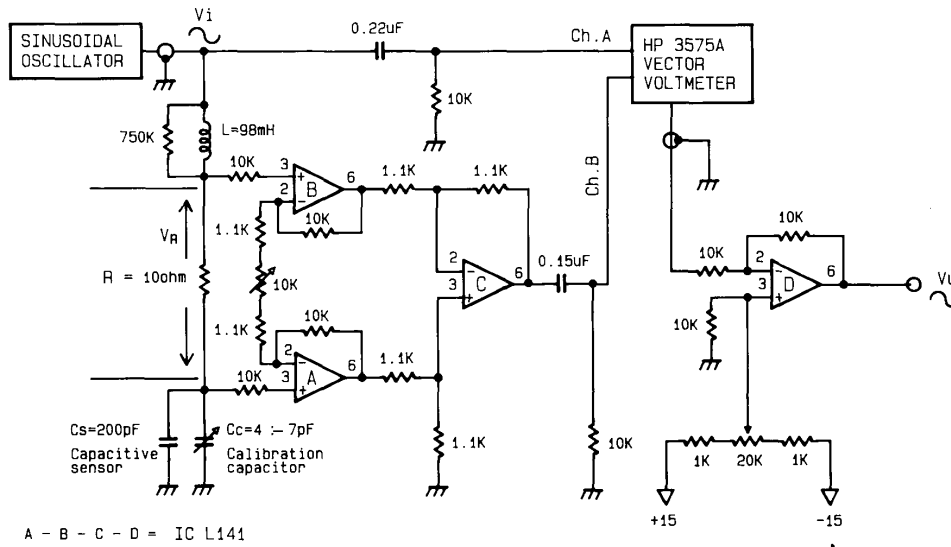 Vi
SINUSOIDAL
OSCILLATOR
0.22uF
Ch.A
HP 3575A
VECTOR
VOLTMETER
10K
750K
L=98mH
10K
3
2
+
-
B
6
1.1K
1.1K
Ch.B
10K
1.1K
VR
R = 10ohm
10K
1.1K
10K
2
3
-
+
A
6
1.1K
10K
2
3
-
+
C
6
0.15uF
10K
10K
2
3
-
+
D
6
Vu
10K
Cs=200pF
Capacitive
sensor
Cc=4 :- 7pF
Calibration
capacitor
1.1K
10K
1K
20K
1K
+15
-15
A - B - C - D = IC L141